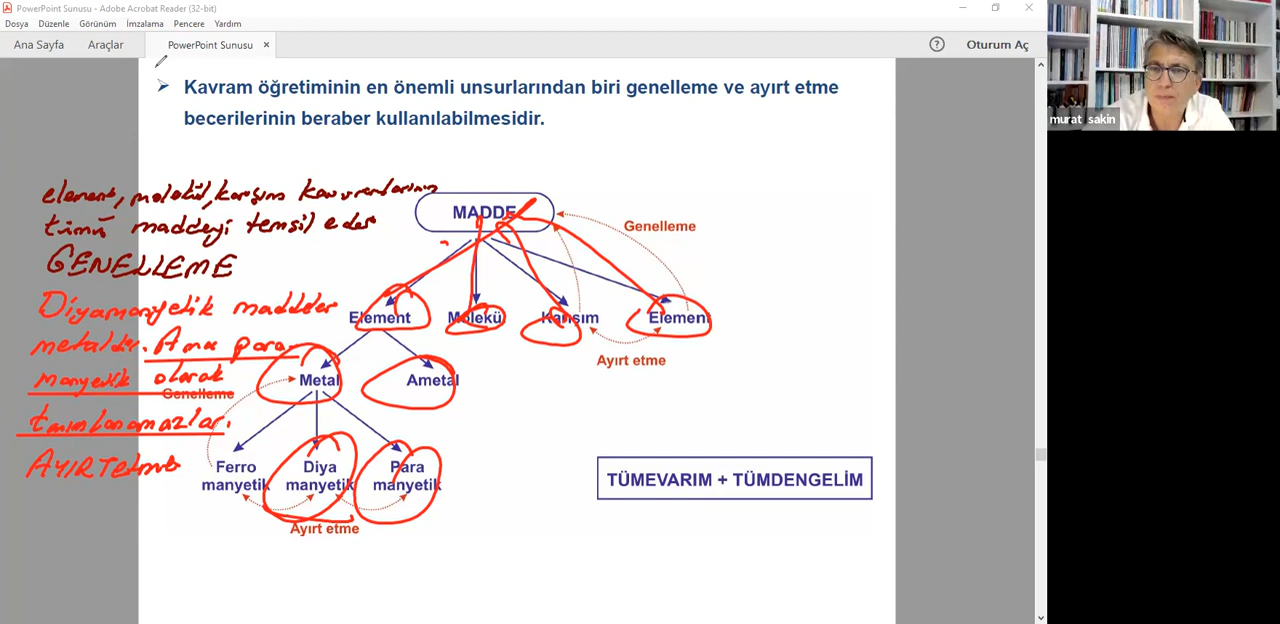 PowerPoint Sunusu - Adobe Acrobat Reader (32-bit)
Dosya Düzenle Görünüm İmzalama Pencere Yardım
Ana Sayfa Araçlar PowerPoint Sunusu × ? Oturum Aç
Kavram öğretiminin en önemli unsurlarından biri genelleme ve ayırt etme
becerilerinin beraber kullanılabilmesidir.
murat sakin
element, molekül, karışım kavramlarının
tümü maddeyi temsil eder
GENELLEME
MADDE
Genelleme
Diyamanyetik maddeler
metaldir. Ama para
manyetik olarak
tanımlanamazlar.
AYIRT etme
Element Molekü Karışım Element
Ayırt etme
Metal Ametal
Genelleme
Ferro manyetik
Diya manyetik
Para manyetik
Ayırt etme
TÜMEVARIM + TÜMDENGELİM